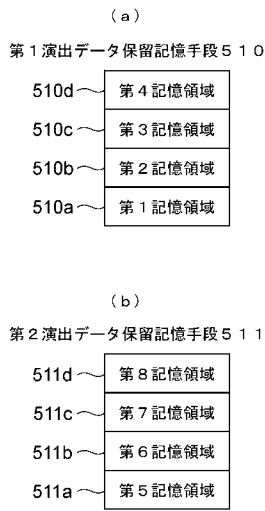 (a)
第1演出データ保留記憶手段510
510d 第4記憶領域
510c 第3記憶領域
510b 第2記憶領域
510a 第1記憶領域
(b)
第2演出データ保留記憶手段511
511d 第8記憶領域
511c 第7記憶領域
511b 第6記憶領域
511a 第5記憶領域